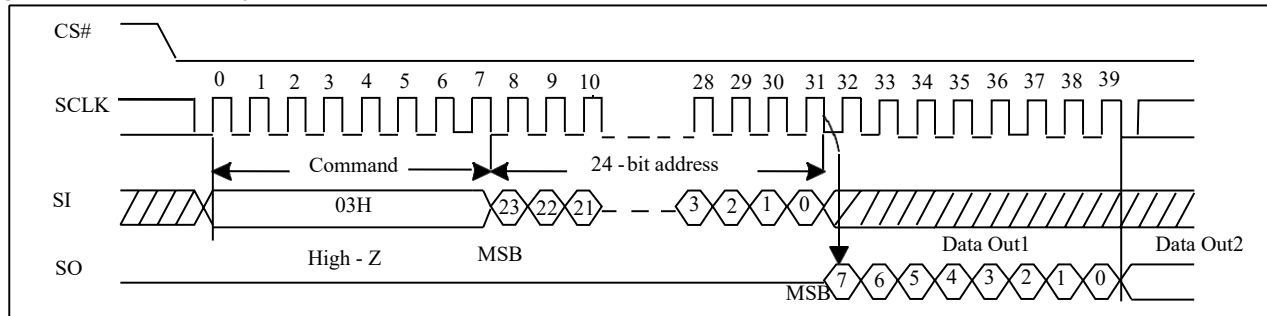 CS#
0 1 2 3 4 5 6 7 8 9 10 28 29 30 31 32 33 34 35 36 37 38 39
SCLK
Command 24 - bit address
SI 03H 23 22 21 3 2 1 0
High - Z MSB Data Out1 Data Out2
SO MSB 7 6 5 4 3 2 1 0